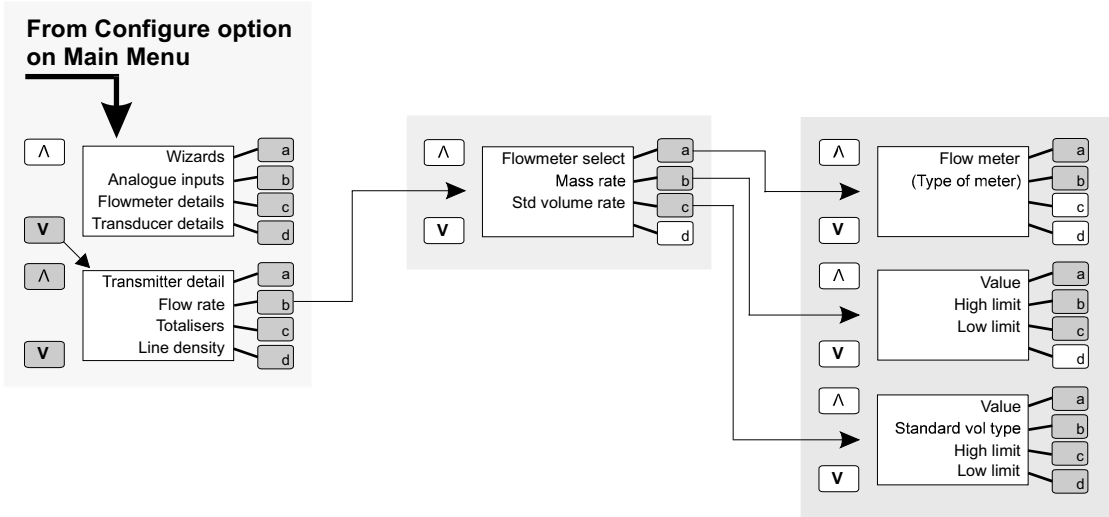 From Configure option
on Main Menu
Λ
Wizards a
Analogue inputs b
Flowmeter details c
Transducer details d
V
Λ
Transmitter detail a
Flow rate b
Totalisers c
Line density d
V
Λ
Flowmeter select a
Mass rate b
Std volume rate c
d
V
Λ
Flow meter a
(Type of meter) b
c
d
V
Λ
Value a
High limit b
Low limit c
d
V
Λ
Value a
Standard vol type b
High limit c
Low limit d
V